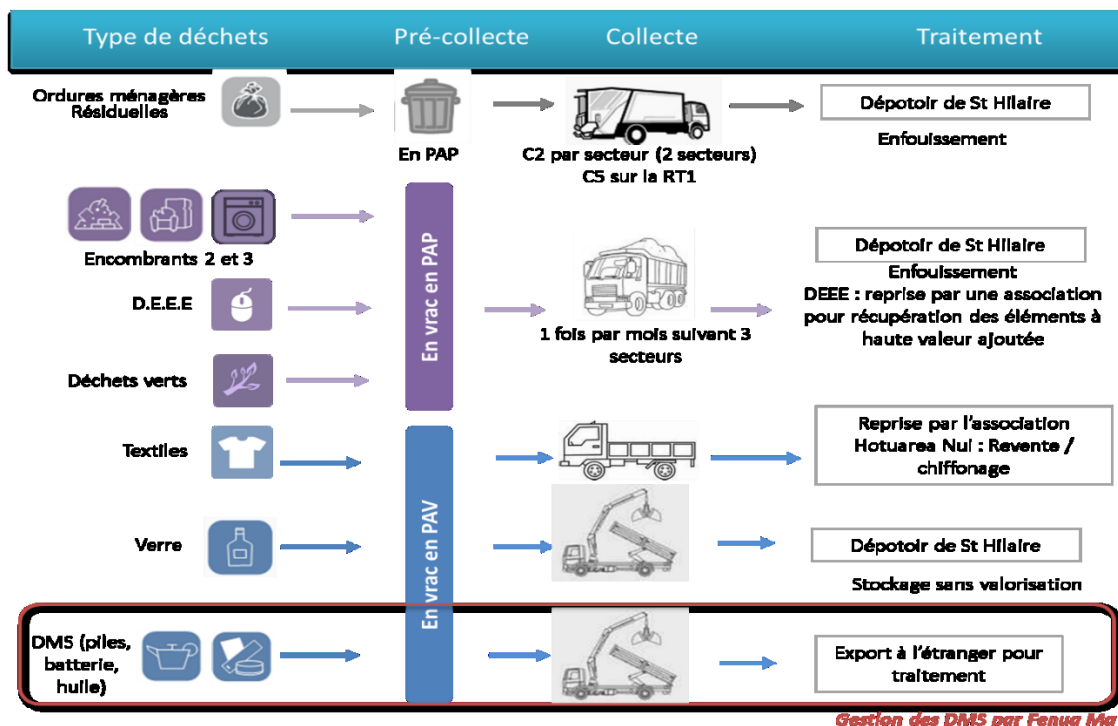 Type de déchets
Pré-collecte
Collecte
Traitement
Ordures ménagères
Résiduelles
En PAP
C2 par secteur (2 secteurs)
C5 sur la RT1
Dépotoir de St Hilaire
Enfouissement
Encombrants 2 et 3
D.E.E.E
Déchets verts
En vrac en PAP
1 fois par mois suivant 3
secteurs
Dépotoir de St Hilaire
Enfouissement
DEEE : reprise par une association
pour récupération des éléments à
haute valeur ajoutée
Textiles
En vrac en PAV
Reprise par l'association
Hotuarea Nui : Revente /
chiffonage
Verre
Dépotoir de St Hilaire
Stockage sans valorisation
DMS (piles,
batterie,
huile)
Export à l'étranger pour
traitement
Gestion des DMS par Fenua Ma